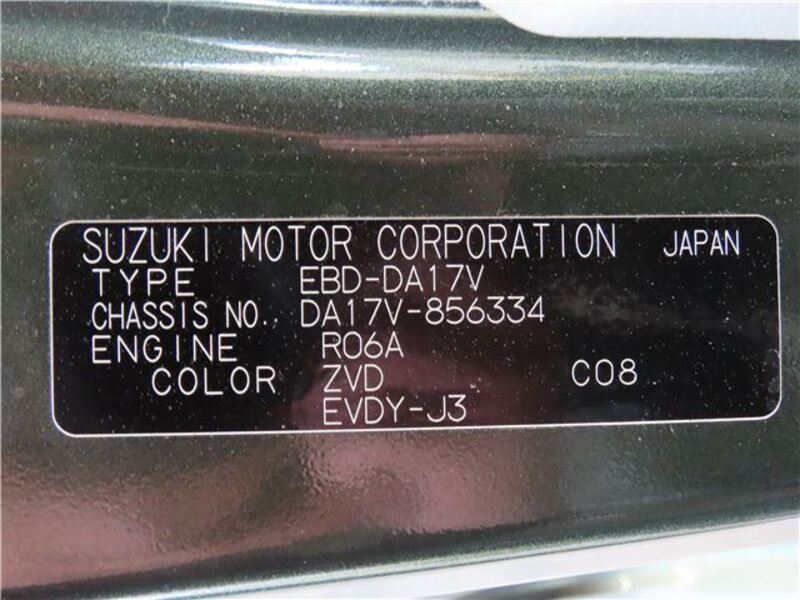 SUZUKI MOTOR CORPORATION JAPAN
TYPE EBD-DA17V
CHASSIS NO. DA17V-856334
ENGINE R06A
COLOR ZVD C08
EVDY-J3